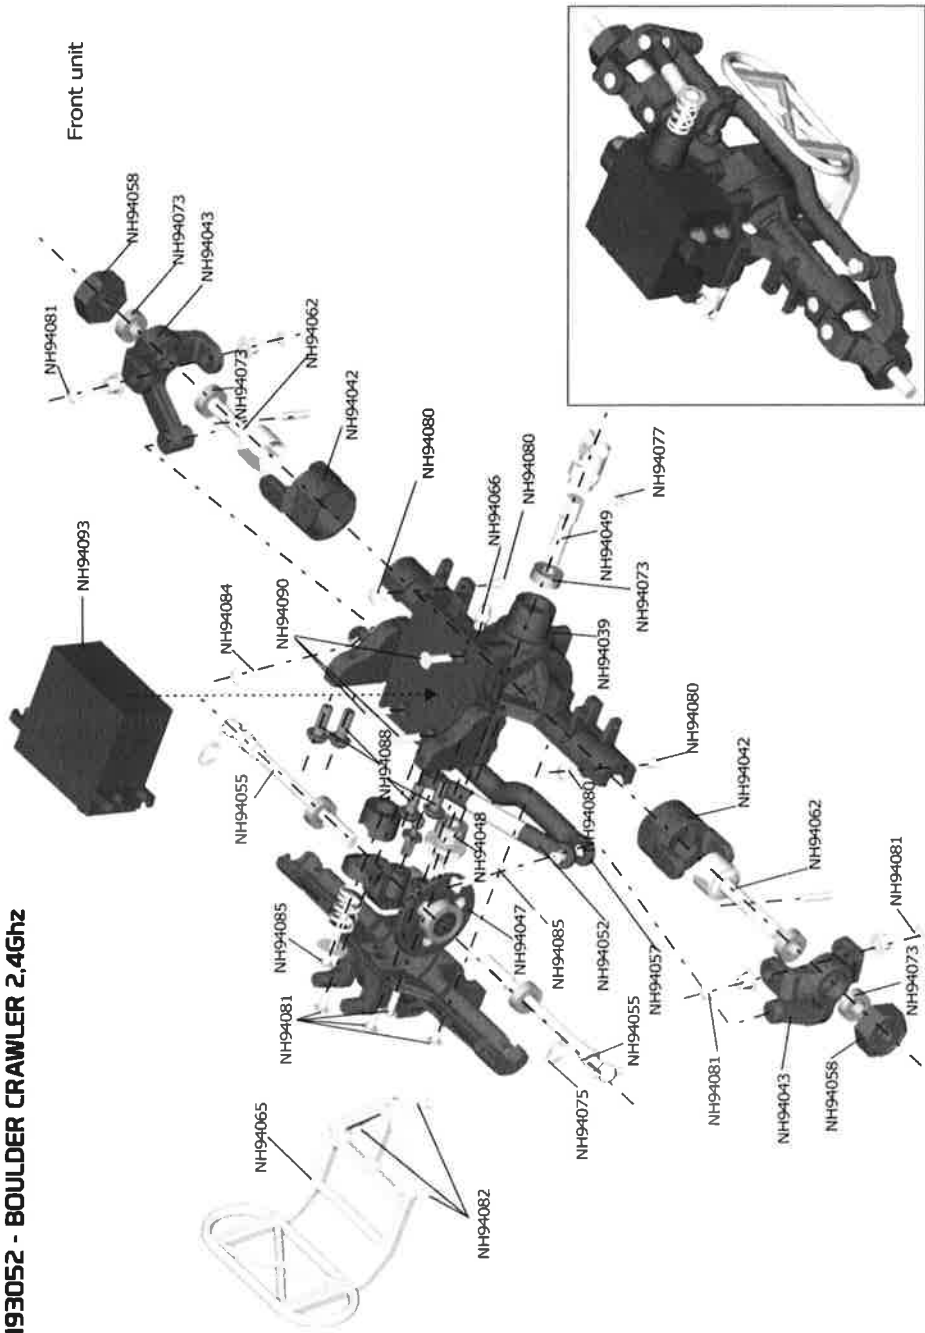 193052 - BOULDER CRAWLER 2,4Ghz
Front unit
NH94058
NH94073
NH94043
NH94081
NH94062
NH94073
NH94042
NH94080
NH94093
NH94066
NH94080
NH94077
NH94084
NH94090
NH94049
NH94073
NH94039
NH94088
NH94080
NH94055
NH94042
NH94080
NH94048
NH94062
NH94085
NH94047
NH94085
NH94052
NH94057
NH94081
NH94081
NH94073
NH94055
NH94075
NH94081
NH94043
NH94058
NH94065
NH94082